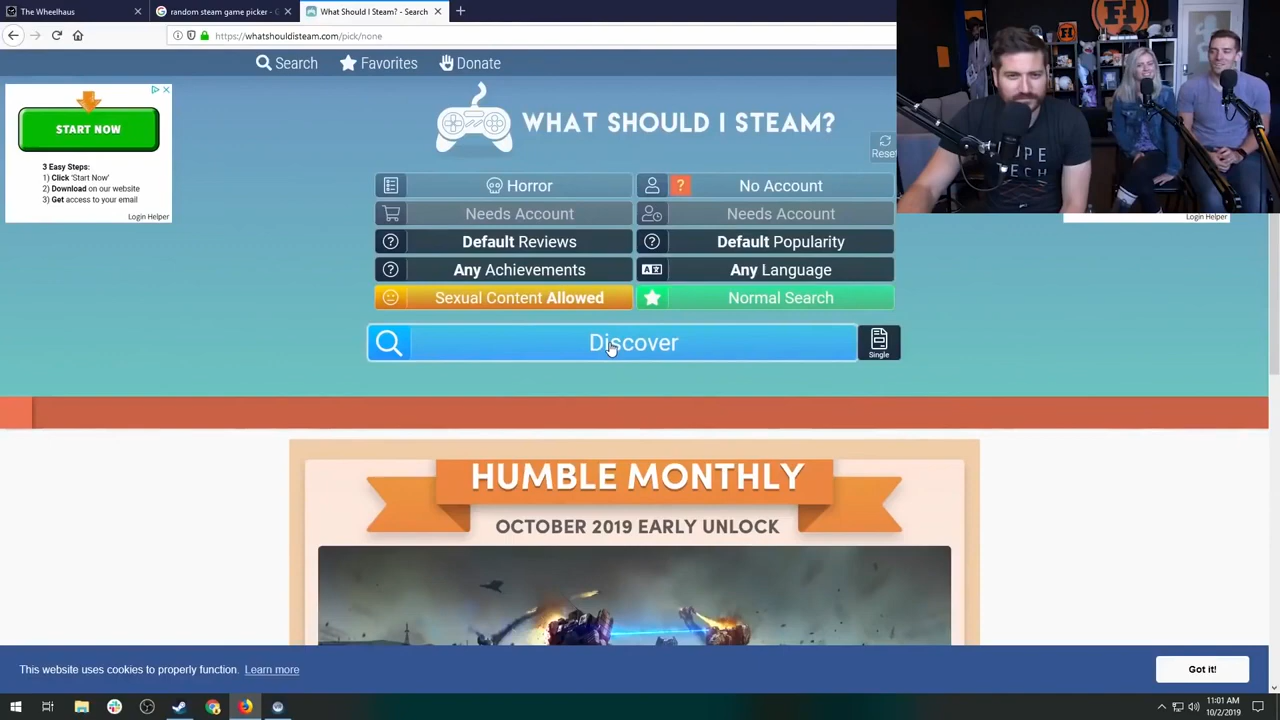 The Wheelhaus
random steam game picker - G
What Should I Steam? - Search
https://whatshouldisteam.com/pick/none
Search
Favorites
Donate
START NOW
3 Easy Steps:
1) Click 'Start Now'
2) Download on our website
3) Get access to your email
Login Helper
WHAT SHOULD I STEAM?
Reset
Horror
? No Account
Needs Account
Needs Account
? Default Reviews
? Default Popularity
? Any Achievements
Any Language
Sexual Content Allowed
Normal Search
Discover
Single
Login Helper
HUMBLE MONTHLY
OCTOBER 2019 EARLY UNLOCK
This website uses cookies to properly function. Learn more
Got it!
11:01 AM
10/2/2019